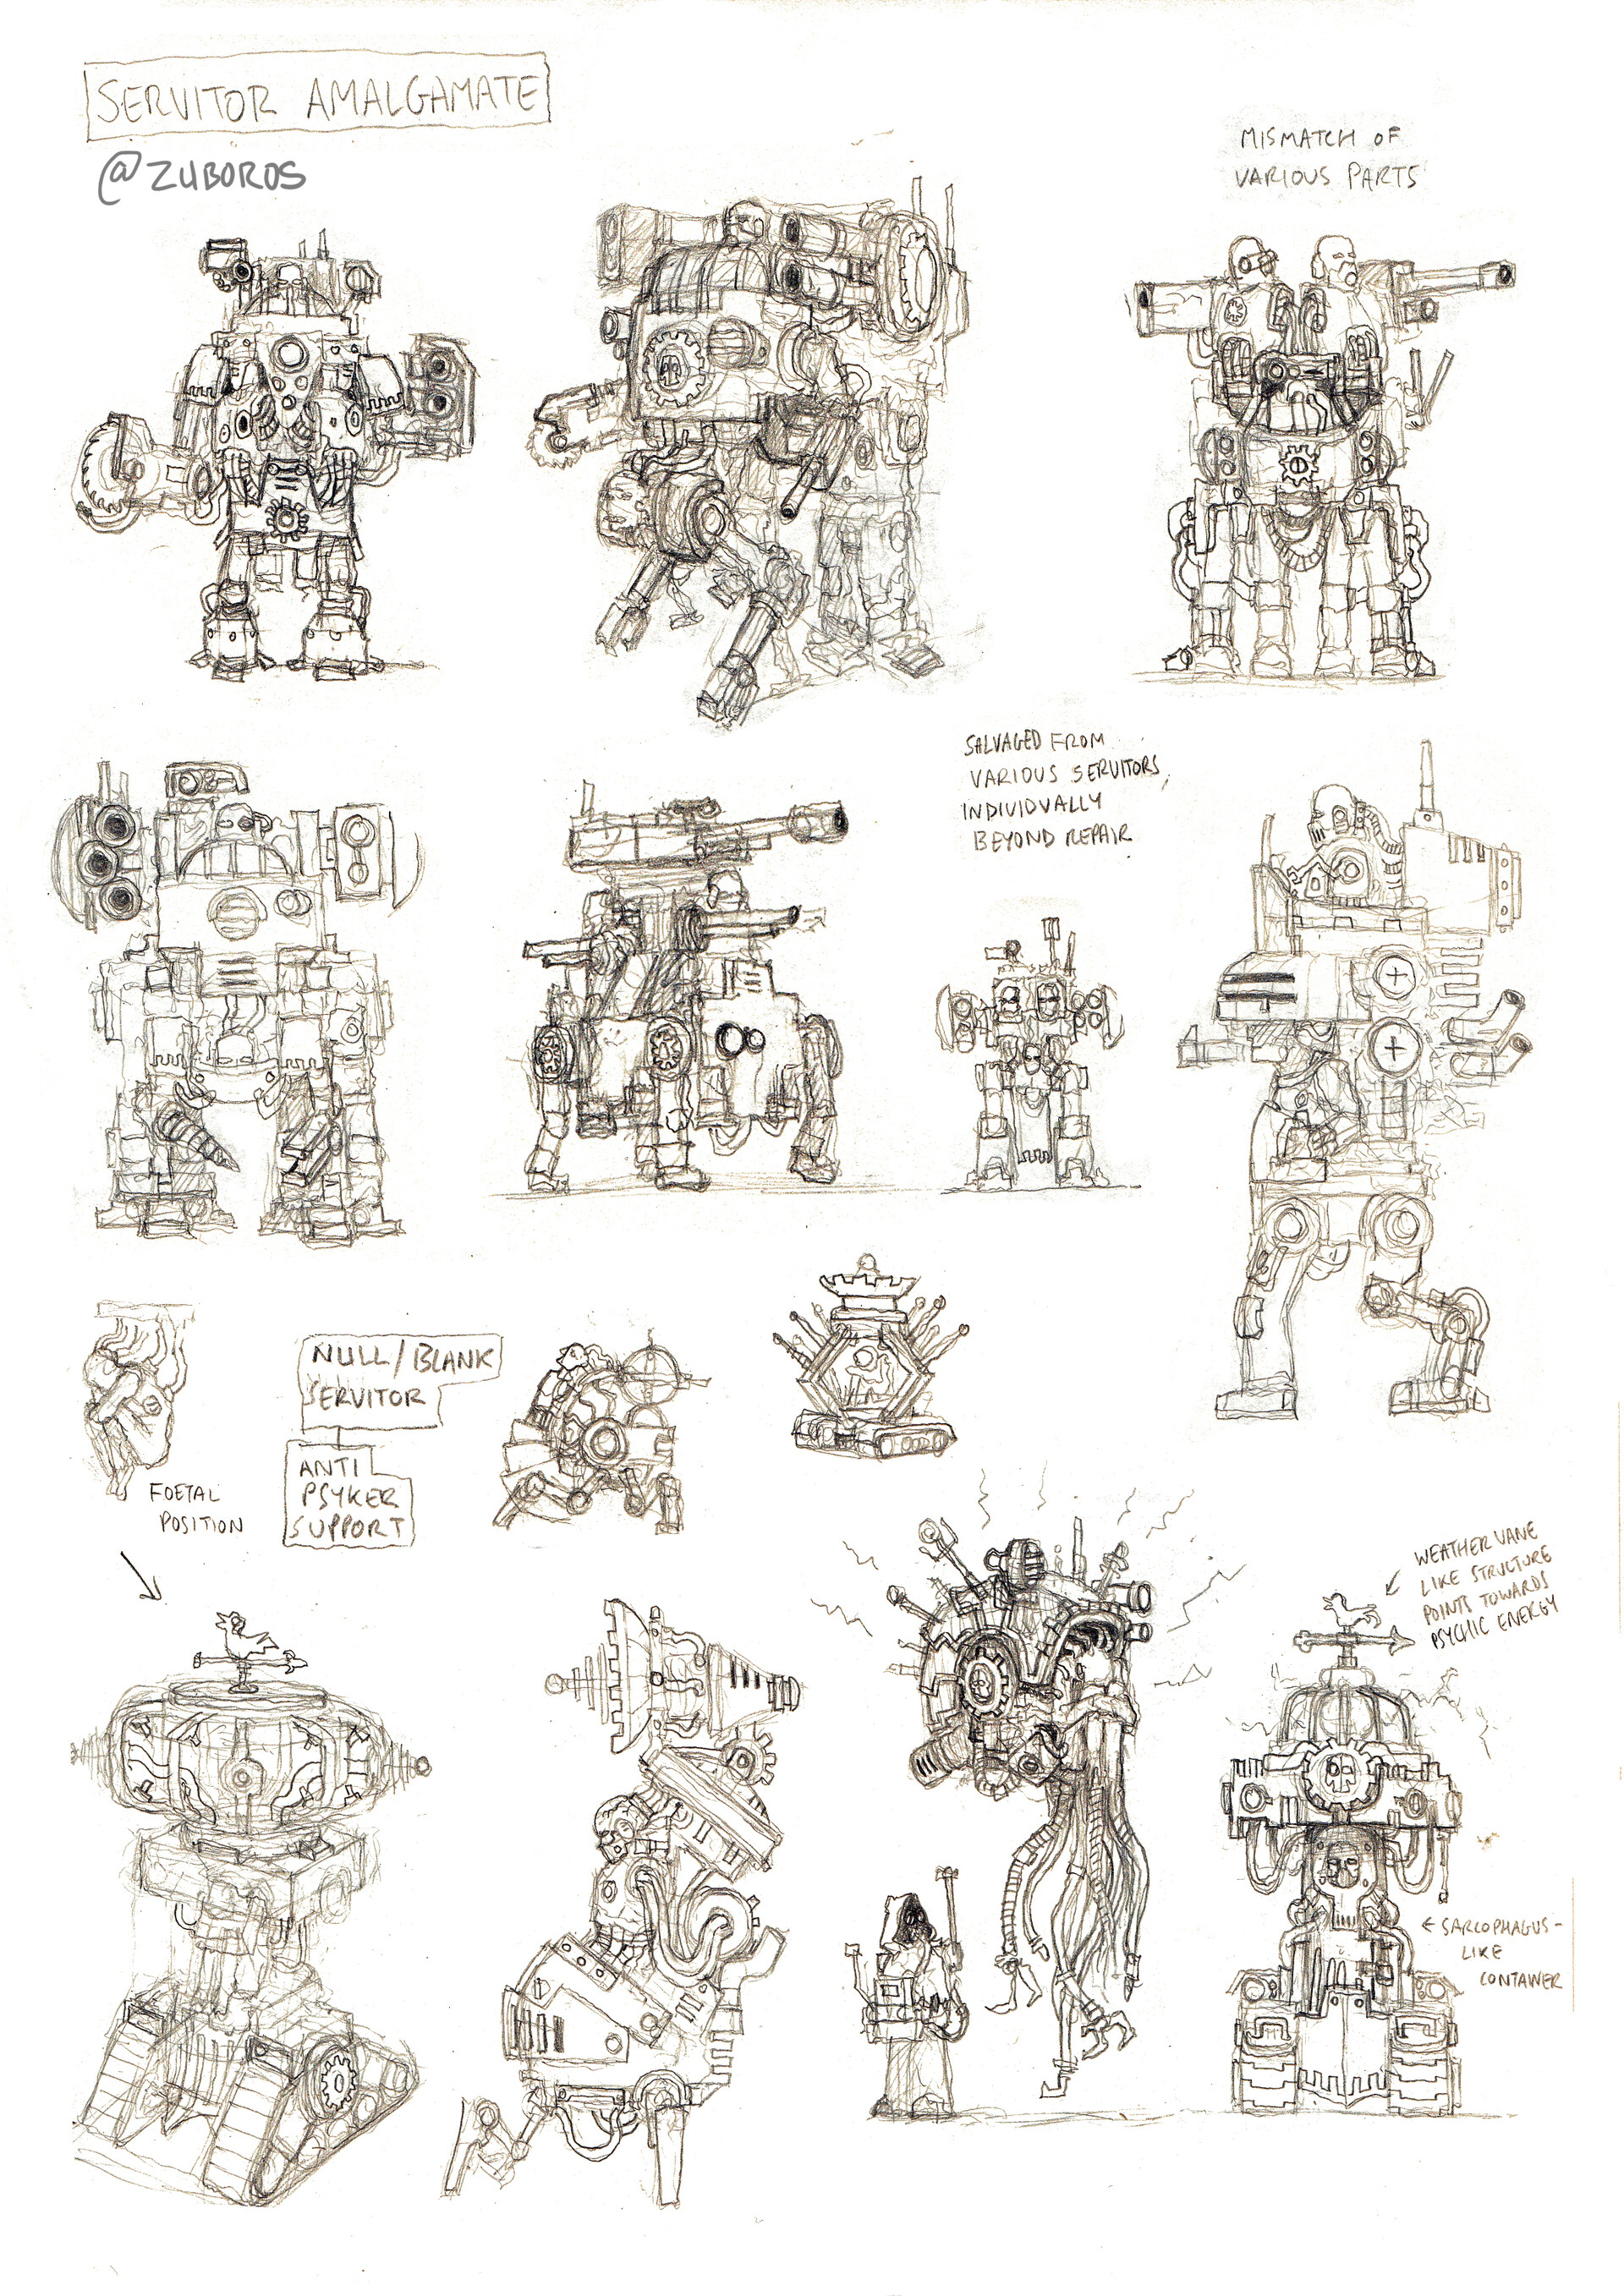 SERVITOR AMALGAMATE
@ZUBOROS
MISMATCH OF
VARIOUS PARTS
SALVAGED FROM
VARIOUS SERVITORS,
INDIVIDUALLY
BEYOND REPAIR
NULL/BLANK
SERVITOR
ANTI
PSYKER
SUPPORT
FOETAL
POSITION
WEATHER VANE
LIKE STRUCTURE
POINTS TOWARDS
PSYCHIC ENERGY
← SARCOPHAGUS-
LIKE
CONTAINER